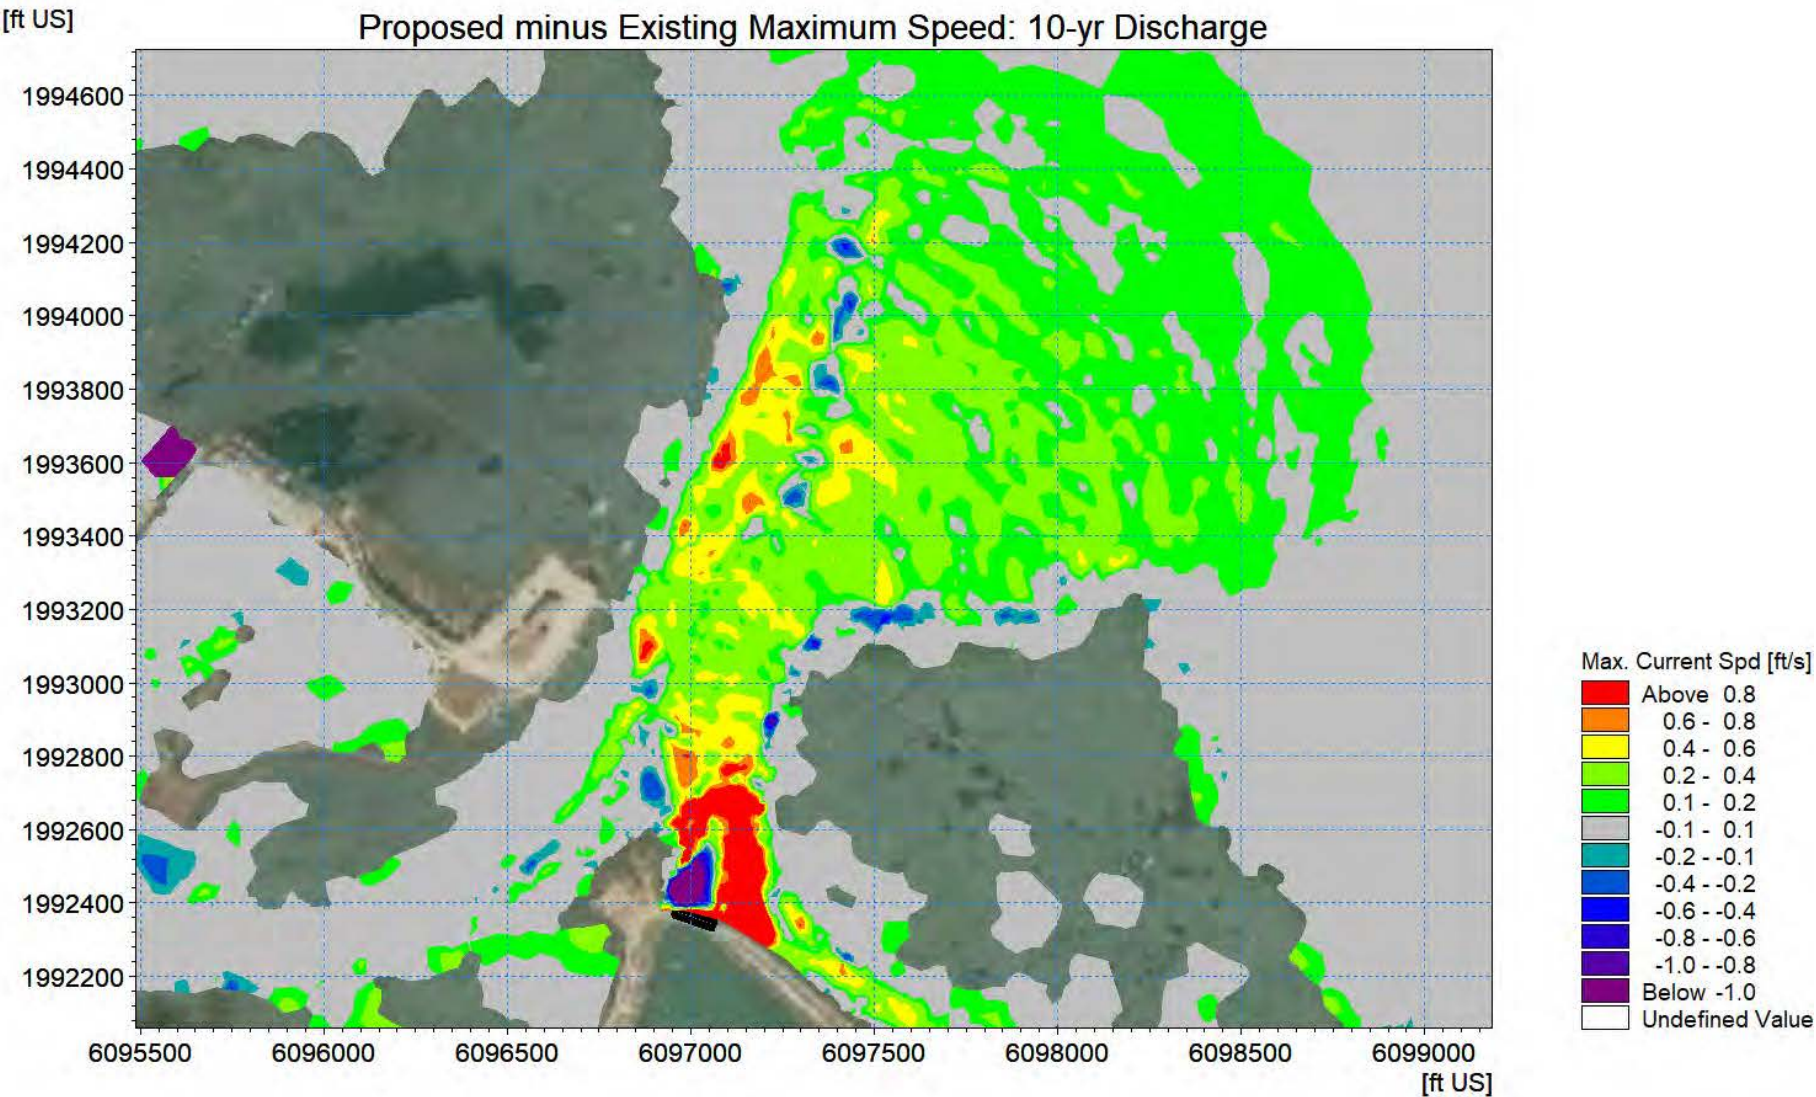 [ft US]
Proposed minus Existing Maximum Speed: 10-yr Discharge
1994600
1994400
1994200
1994000
1993800
1993600
1993400
1993200
1993000
1992800
1992600
1992400
1992200
6095500 6096000 6096500 6097000 6097500 6098000 6098500 6099000
[ft US]
Max. Current Spd [ft/s]
Above 0.8
0.6 - 0.8
0.4 - 0.6
0.2 - 0.4
0.1 - 0.2
-0.1 - 0.1
-0.2 - -0.1
-0.4 - -0.2
-0.6 - -0.4
-0.8 - -0.6
-1.0 - -0.8
Below -1.0
Undefined Value